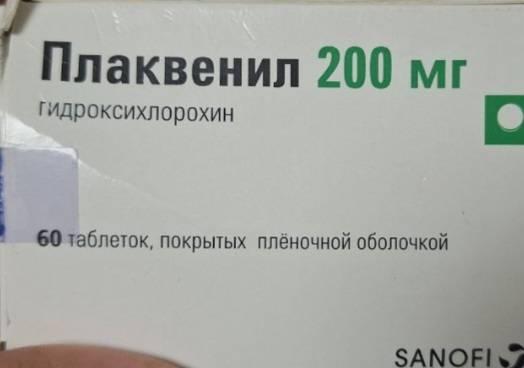 Плаквенил 200 мг
гидроксихлорохин
60 таблеток, покрытых плёночной оболочкой
SANOFI